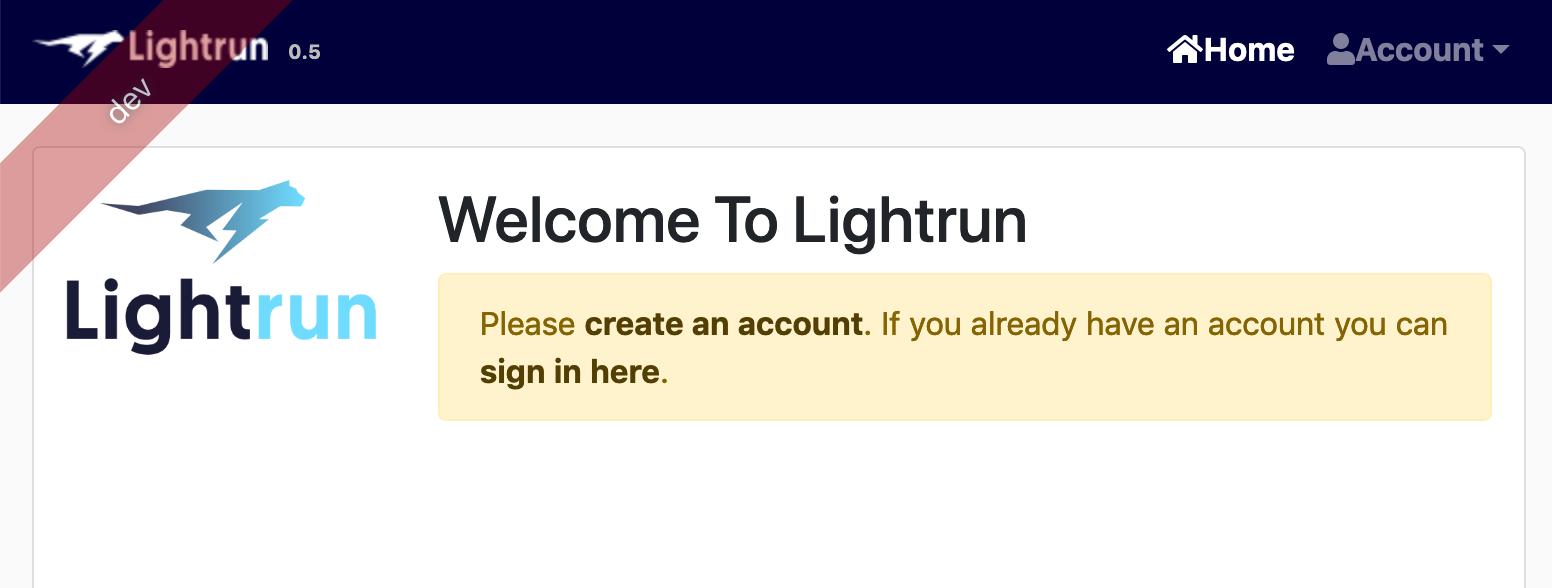 Lightrun 0.5
Home Account
dev
Lightrun
Welcome To Lightrun
Please create an account. If you already have an account you can
sign in here.